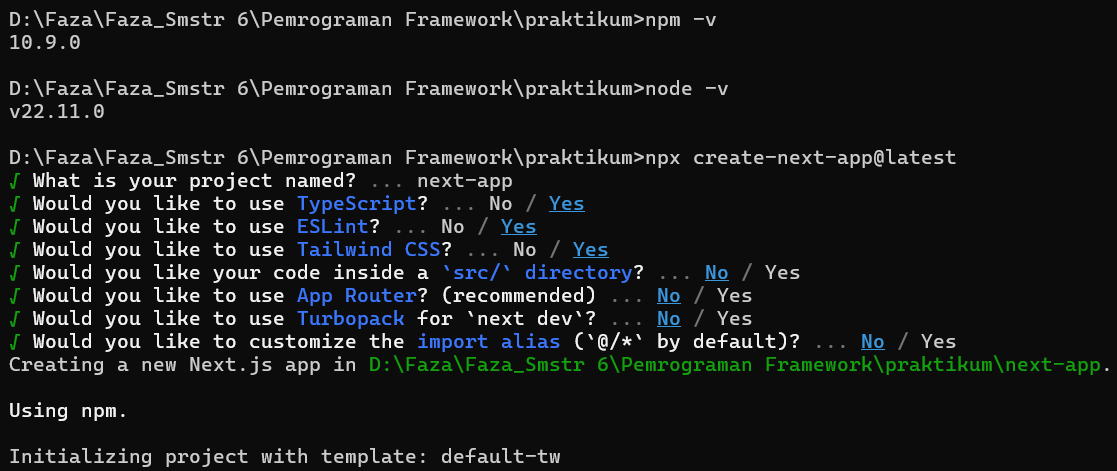 D:\Faza\Faza_Smstr 6\Pemrograman Framework\praktikum>npm -v
10.9.0
D:\Faza\Faza_Smstr 6\Pemrograman Framework\praktikum>node -v
v22.11.0
D:\Faza\Faza_Smstr 6\Pemrograman Framework\praktikum>npx create-next-app@latest
√ What is your project named? ... next-app
√ Would you like to use TypeScript? ... No / Yes
√ Would you like to use ESLint? ... No / Yes
√ Would you like to use Tailwind CSS? ... No / Yes
√ Would you like your code inside a `src/` directory? ... No / Yes
√ Would you like to use App Router? (recommended) ... No / Yes
√ Would you like to use Turbopack for `next dev`? ... No / Yes
√ Would you like to customize the import alias (`@/*` by default)? ... No / Yes
Creating a new Next.js app in D:\Faza\Faza_Smstr 6\Pemrograman Framework\praktikum\next-app.
Using npm.
Initializing project with template: default-tw